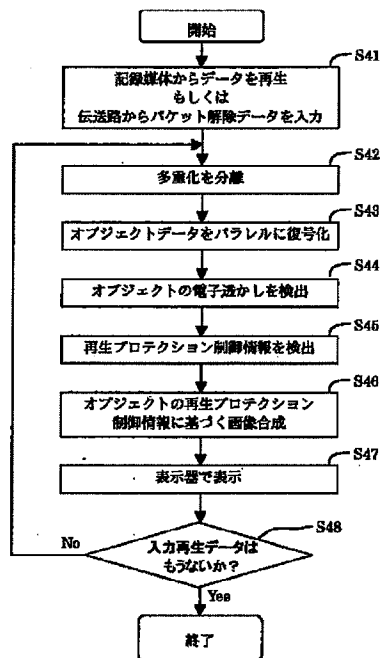 開始
S41
記録媒体からデータを再生
もしくは
伝送路からパケット解除データを入力
S42
多重化を分離
S43
オブジェクトデータをパラレルに復号化
S44
オブジェクトの電子透かしを検出
S45
再生プロテクション制御情報を検出
S46
オブジェクトの再生プロテクション
制御情報に基づく画像合成
S47
表示器で表示
S48
入力再生データは
もうないか？
No
Yes
終了